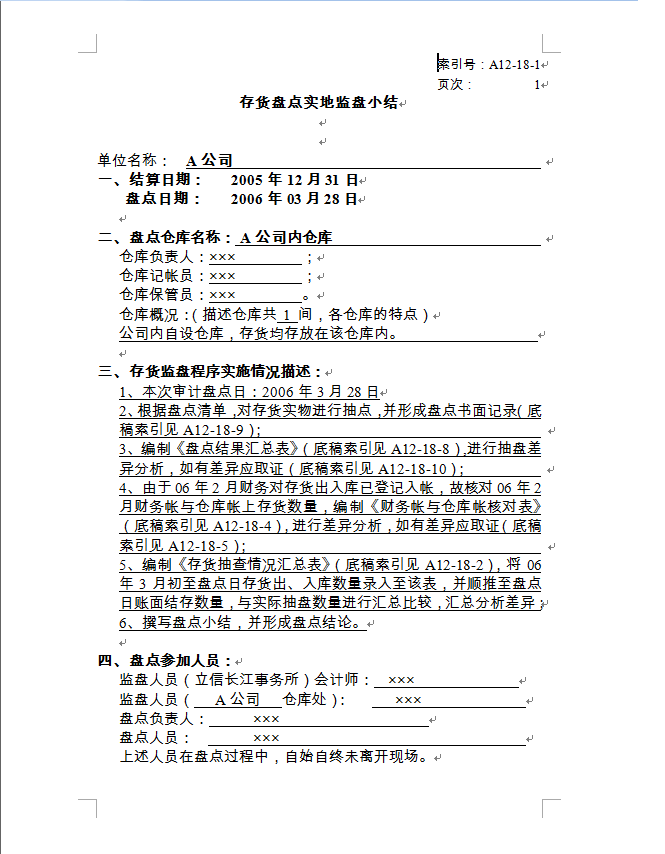 索引号：A12-18-1
页次： 1
存货盘点实地监盘小结
单位名称： A 公司
一、结算日期： 2005 年 12 月 31 日
盘点日期： 2006 年 03 月 28 日
二、盘点仓库名称： A 公司内仓库
仓库负责人：××× ；
仓库记帐员：××× ；
仓库保管员：××× 。
仓库概况：（描述仓库共 1 间，各仓库的特点）
公司内自设仓库，存货均存放在该仓库内。
三、存货监盘程序实施情况描述：
1、本次审计盘点日：2006 年 3 月 28 日
2、根据盘点清单，对存货实物进行抽点，并形成盘点书面记录（底
稿索引见 A12-18-9）；
3、编制《盘点结果汇总表》（底稿索引见 A12-18-8），进行抽盘差
异分析，如有差异应取证（底稿索引见 A12-18-10）；
4、由于 06 年 2 月财务对存货出入库已登记入帐，故核对 06 年 2
月财务帐与仓库帐上存货数量，编制《财务帐与仓库帐核对表》
（底稿索引见 A12-18-4），进行差异分析，如有差异应取证（底稿
索引见 A12-18-5）；
5、编制《存货抽查情况汇总表》（底稿索引见 A12-18-2），将 06
年 3 月初至盘点日存货出、入库数量录入至该表，并顺推至盘点
日账面结存数量，与实际抽盘数量进行汇总比较，汇总分析差异；
6、撰写盘点小结，并形成盘点结论。
四、盘点参加人员：
监盘人员（立信长江事务所）会计师： ×××
监盘人员（ A 公司 仓库处）： ×××
盘点负责人： ×××
盘点人员： ×××
上述人员在盘点过程中，自始自终未离开现场。